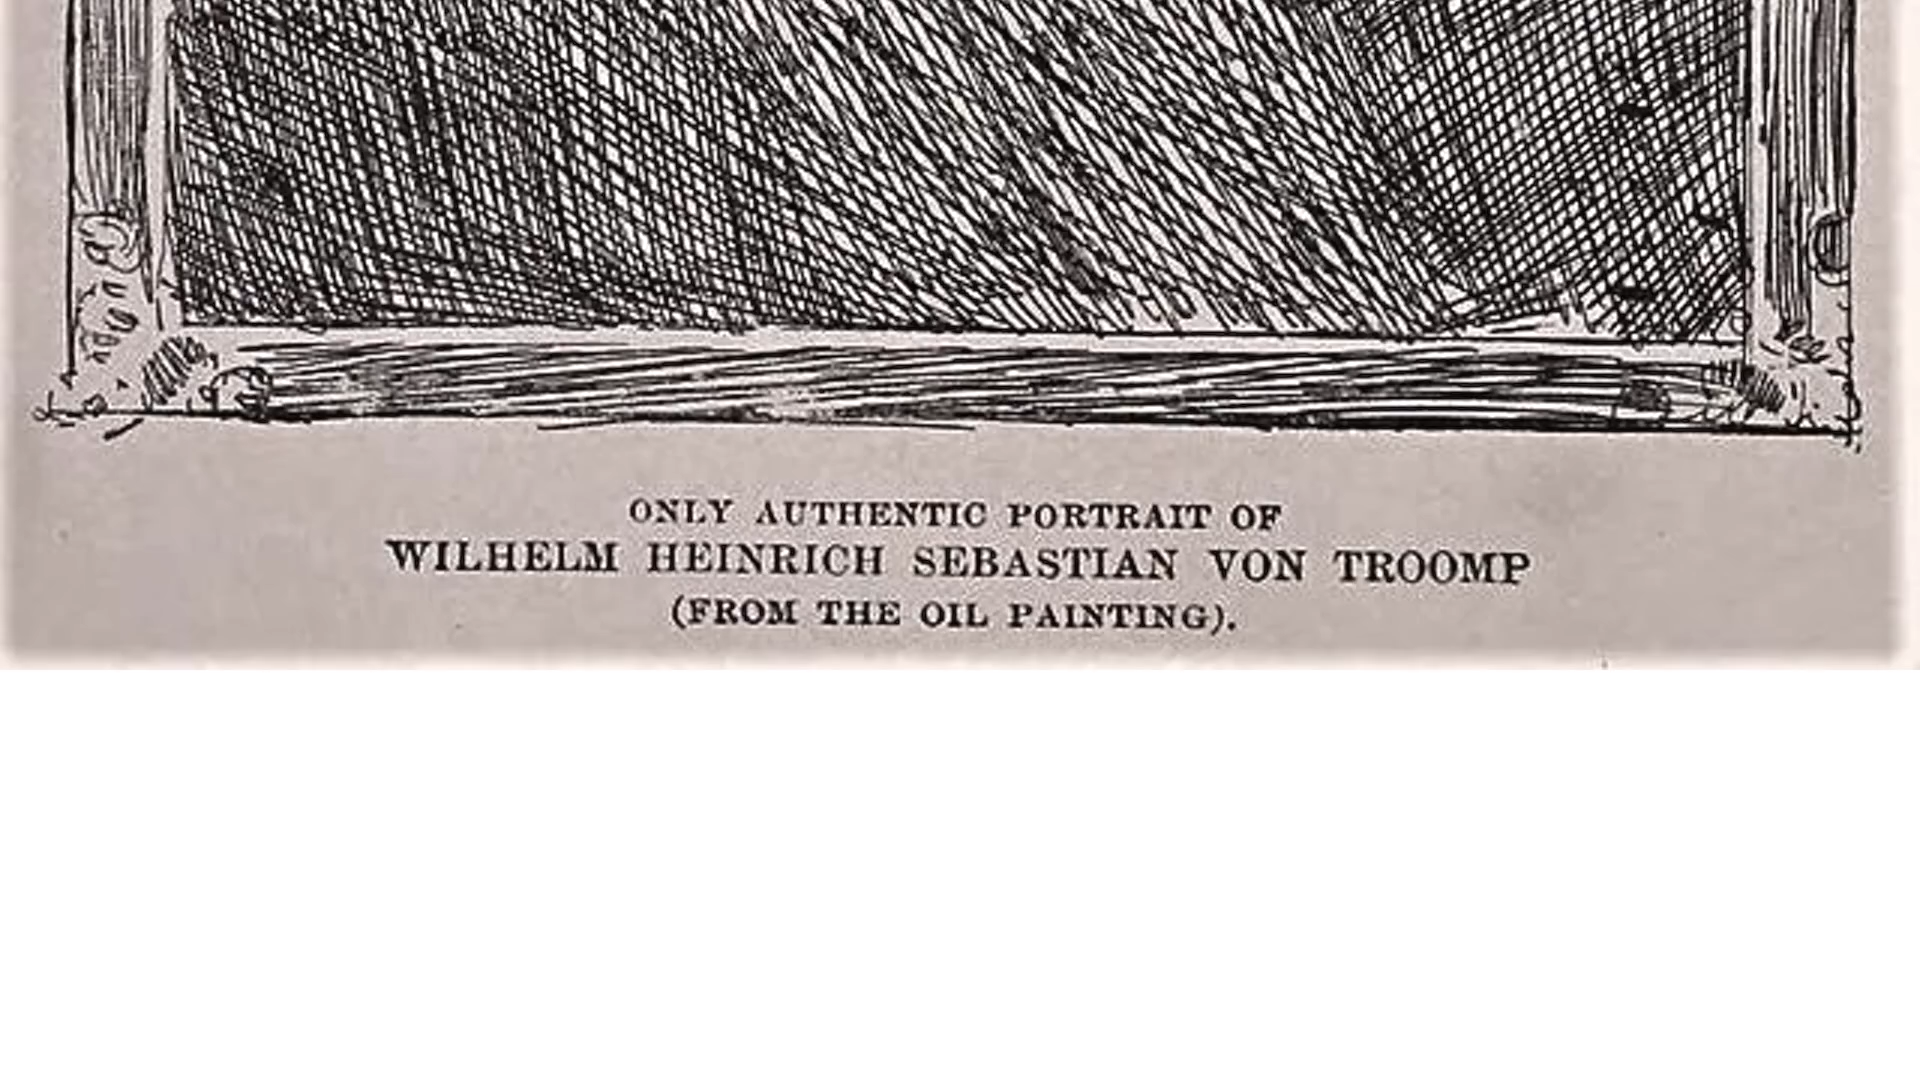 ONLY AUTHENTIC PORTRAIT OF
WILHELM HEINRICH SEBASTIAN VON TROOMP
(FROM THE OIL PAINTING).